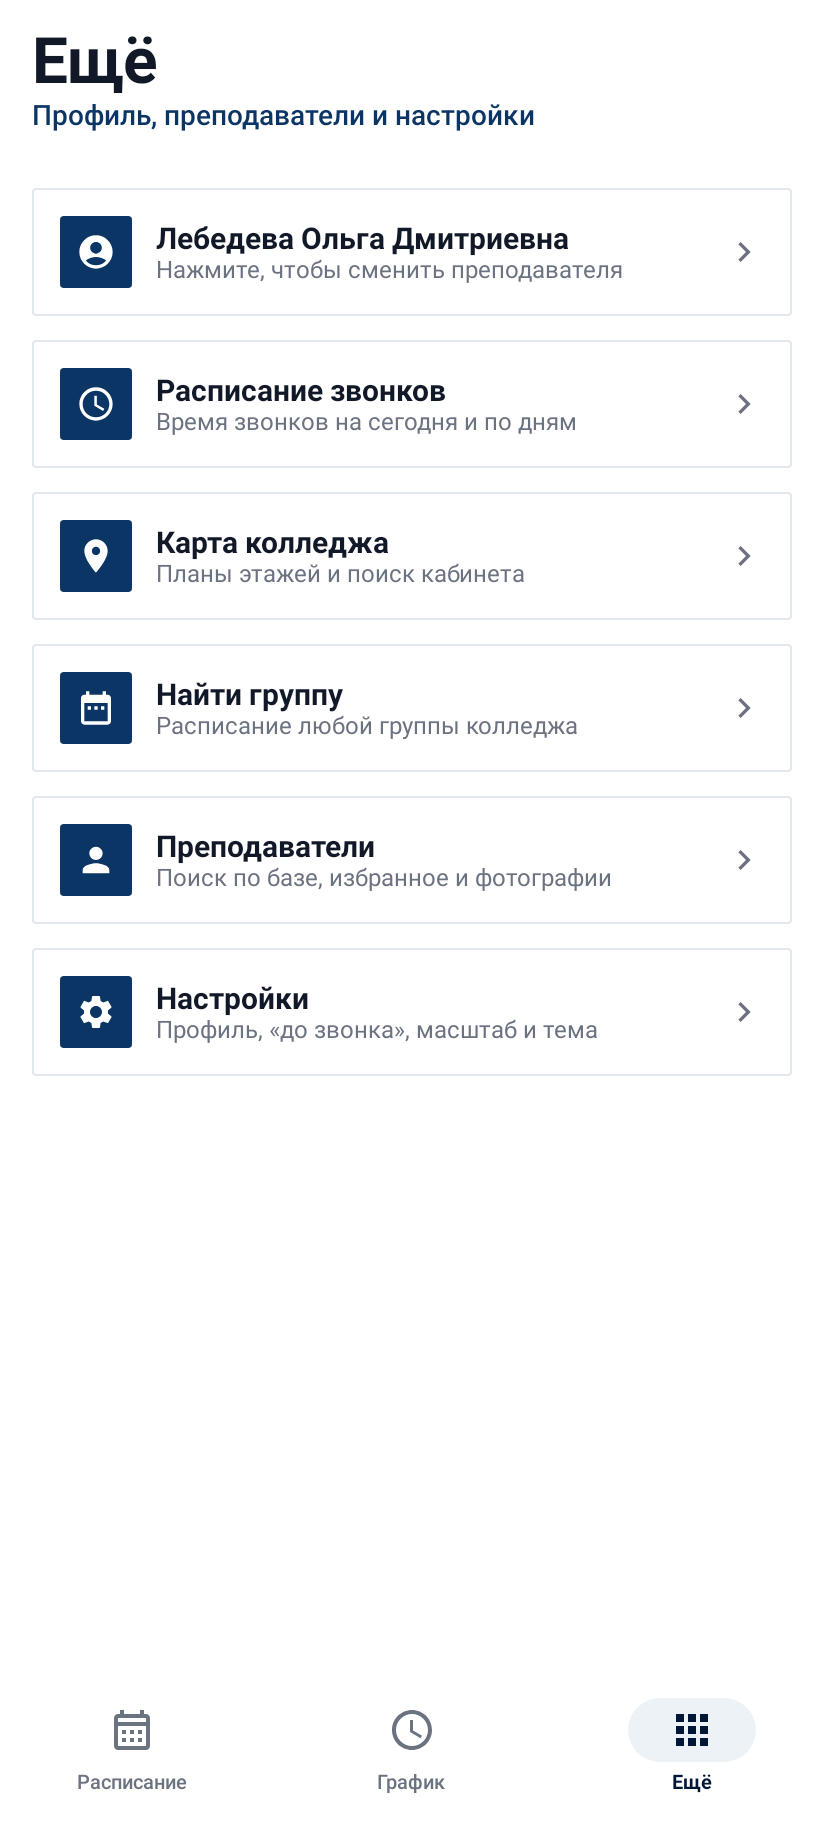 Ещё
Профиль, преподаватели и настройки
Лебедева Ольга Дмитриевна
Нажмите, чтобы сменить преподавателя
Расписание звонков
Время звонков на сегодня и по дням
Карта колледжа
Планы этажей и поиск кабинета
Найти группу
Расписание любой группы колледжа
Преподаватели
Поиск по базе, избранное и фотографии
Настройки
Профиль, «до звонка», масштаб и тема
Расписание
График
Ещё